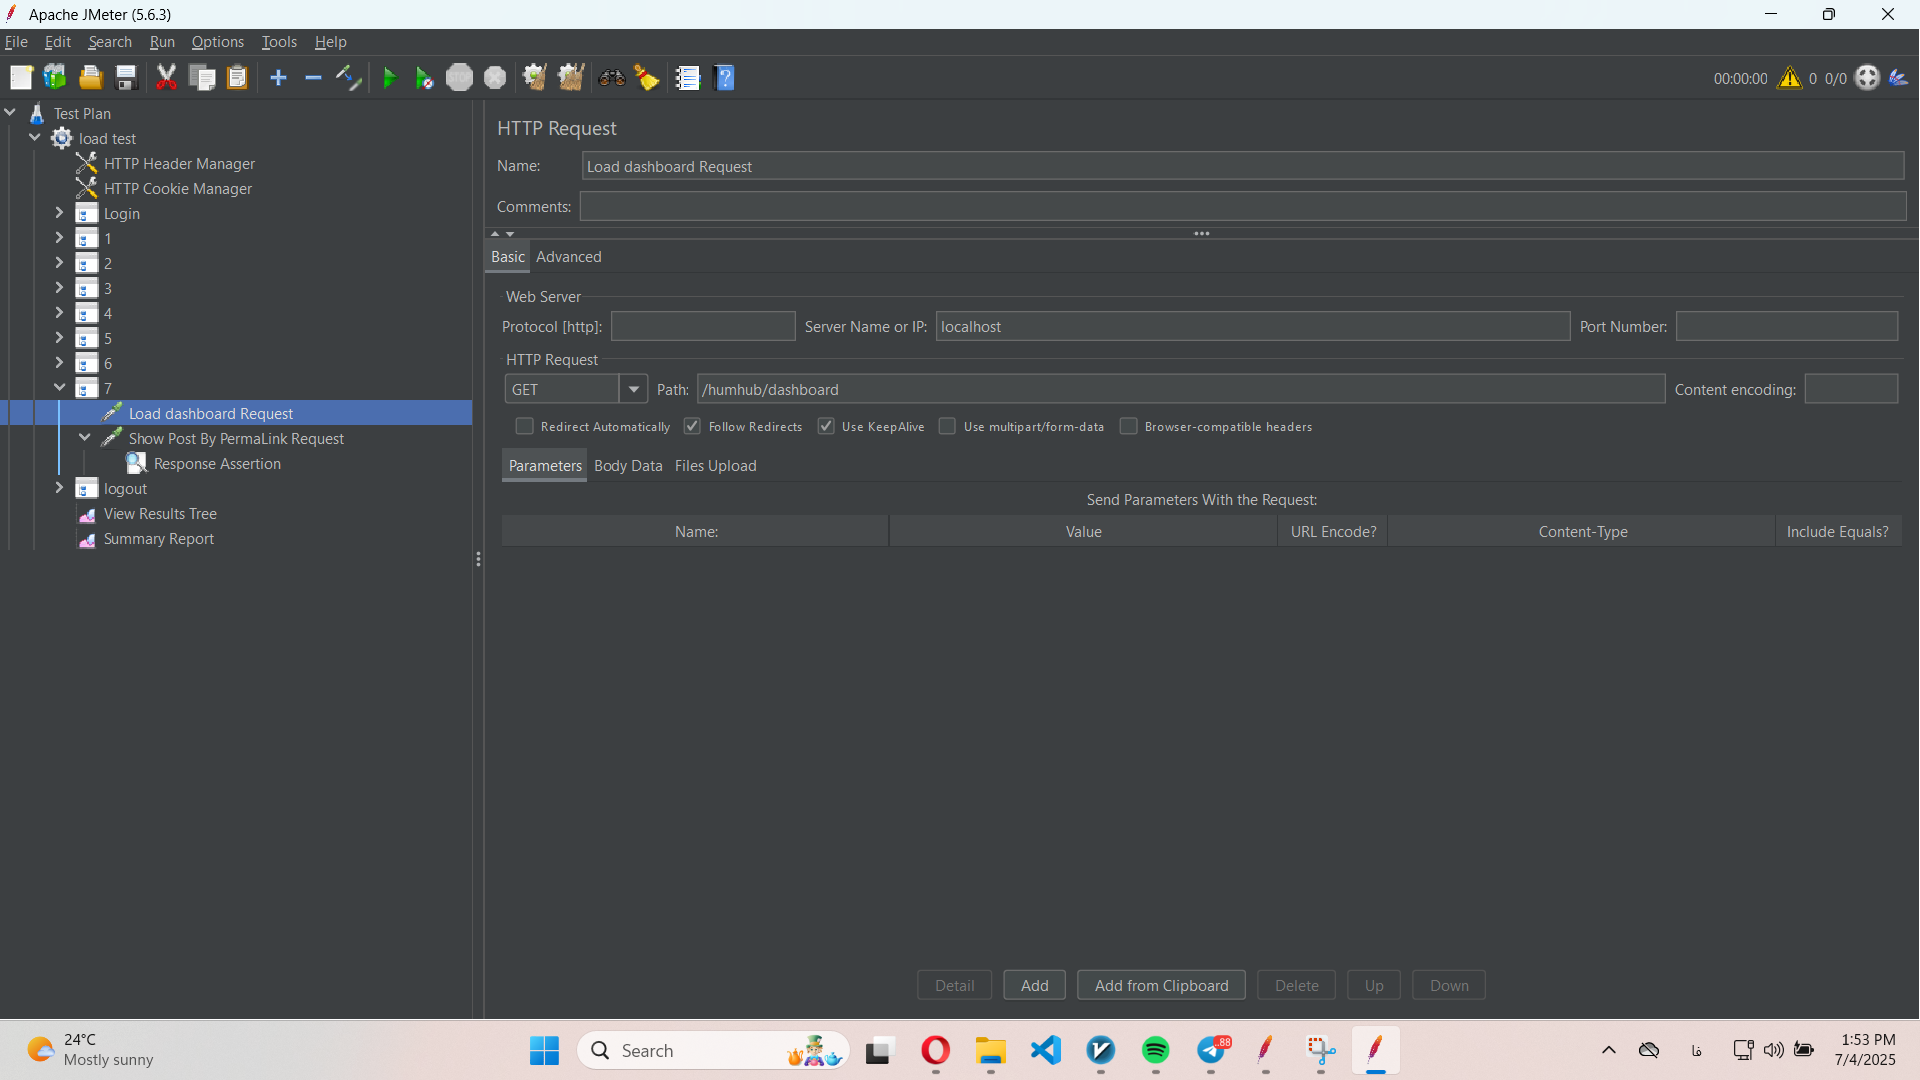 Apache JMeter (5.6.3)
File Edit Search Run Options Tools Help
00:00:00 0 0/0
Test Plan
load test
HTTP Header Manager
HTTP Cookie Manager
Login
1
2
3
4
5
6
7
Load dashboard Request
Show Post By PermaLink Request
Response Assertion
logout
View Results Tree
Summary Report
HTTP Request
Name: Load dashboard Request
Comments:
Basic Advanced
Web Server
Protocol [http]: Server Name or IP: localhost Port Number:
HTTP Request
GET Path: /humhub/dashboard Content encoding:
Redirect Automatically Follow Redirects Use KeepAlive Use multipart/form-data Browser-compatible headers
Parameters Body Data Files Upload
Send Parameters With the Request:
Name: Value URL Encode? Content-Type Include Equals?
Detail Add Add from Clipboard Delete Up Down
24°C
Mostly sunny
Search
.88
فا
1:53 PM
7/4/2025